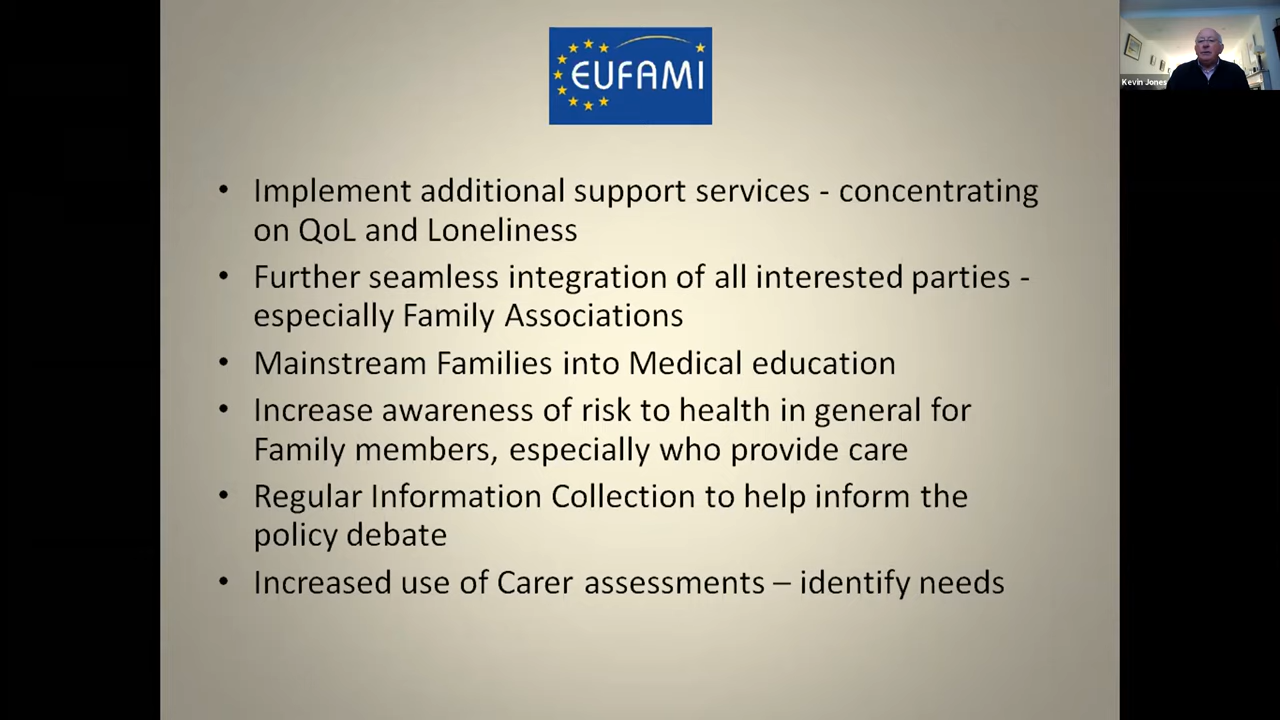 EUFAMI
Kevin Jones
• Implement additional support services - concentrating
on QoL and Loneliness
• Further seamless integration of all interested parties -
especially Family Associations
• Mainstream Families into Medical education
• Increase awareness of risk to health in general for
Family members, especially who provide care
• Regular Information Collection to help inform the
policy debate
• Increased use of Carer assessments – identify needs